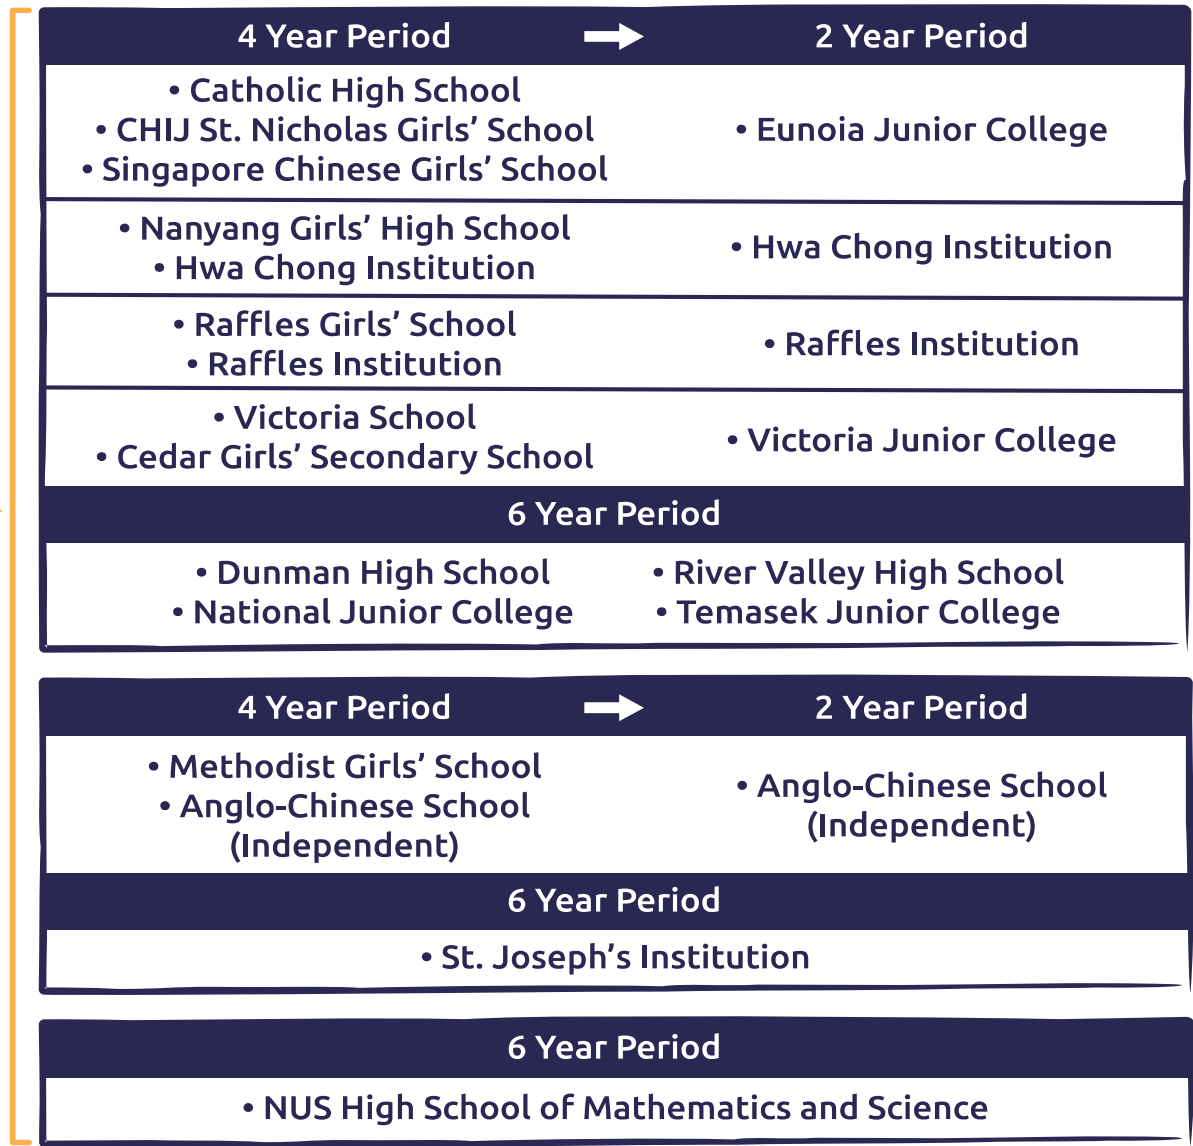 4 Year Period → 2 Year Period
• Catholic High School
• CHIJ St. Nicholas Girls’ School
• Singapore Chinese Girls’ School
• Eunoia Junior College
• Nanyang Girls’ High School
• Hwa Chong Institution
• Hwa Chong Institution
• Raffles Girls’ School
• Raffles Institution
• Raffles Institution
• Victoria School
• Cedar Girls’ Secondary School
• Victoria Junior College
6 Year Period
• Dunman High School
• National Junior College
• River Valley High School
• Temasek Junior College
4 Year Period → 2 Year Period
• Methodist Girls’ School
• Anglo-Chinese School
(Independent)
• Anglo-Chinese School
(Independent)
6 Year Period
• St. Joseph’s Institution
6 Year Period
• NUS High School of Mathematics and Science